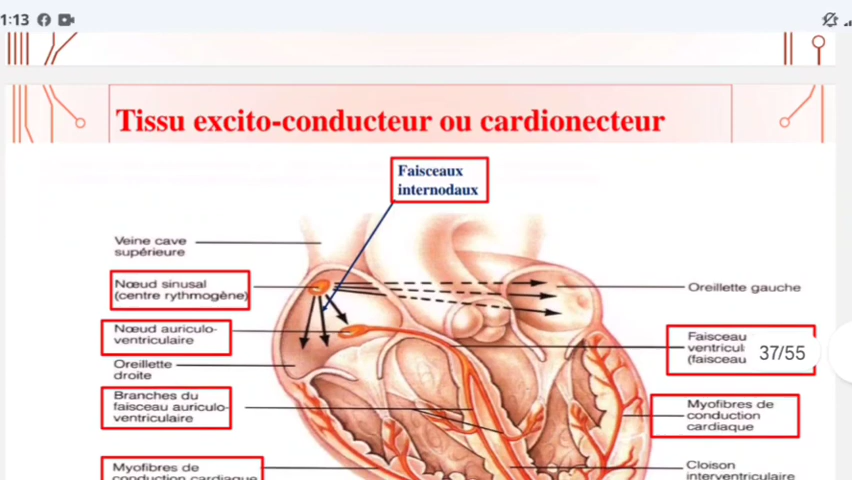 1:13
Tissu excito-conducteur ou cardionecteur
Faisceaux
internodaux
Veine cave
supérieure
Nœud sinusal
(centre rythmogène)
Oreillette gauche
Nœud auriculo-
ventriculaire
Faisceau
(faisceau
37/55
Oreillette
droite
Branches du
faisceau auriculo-
ventriculaire
Myofibres de
conduction
cardiaque
Myofibres de
conduction cardiaque
Cloison
interventriculaire